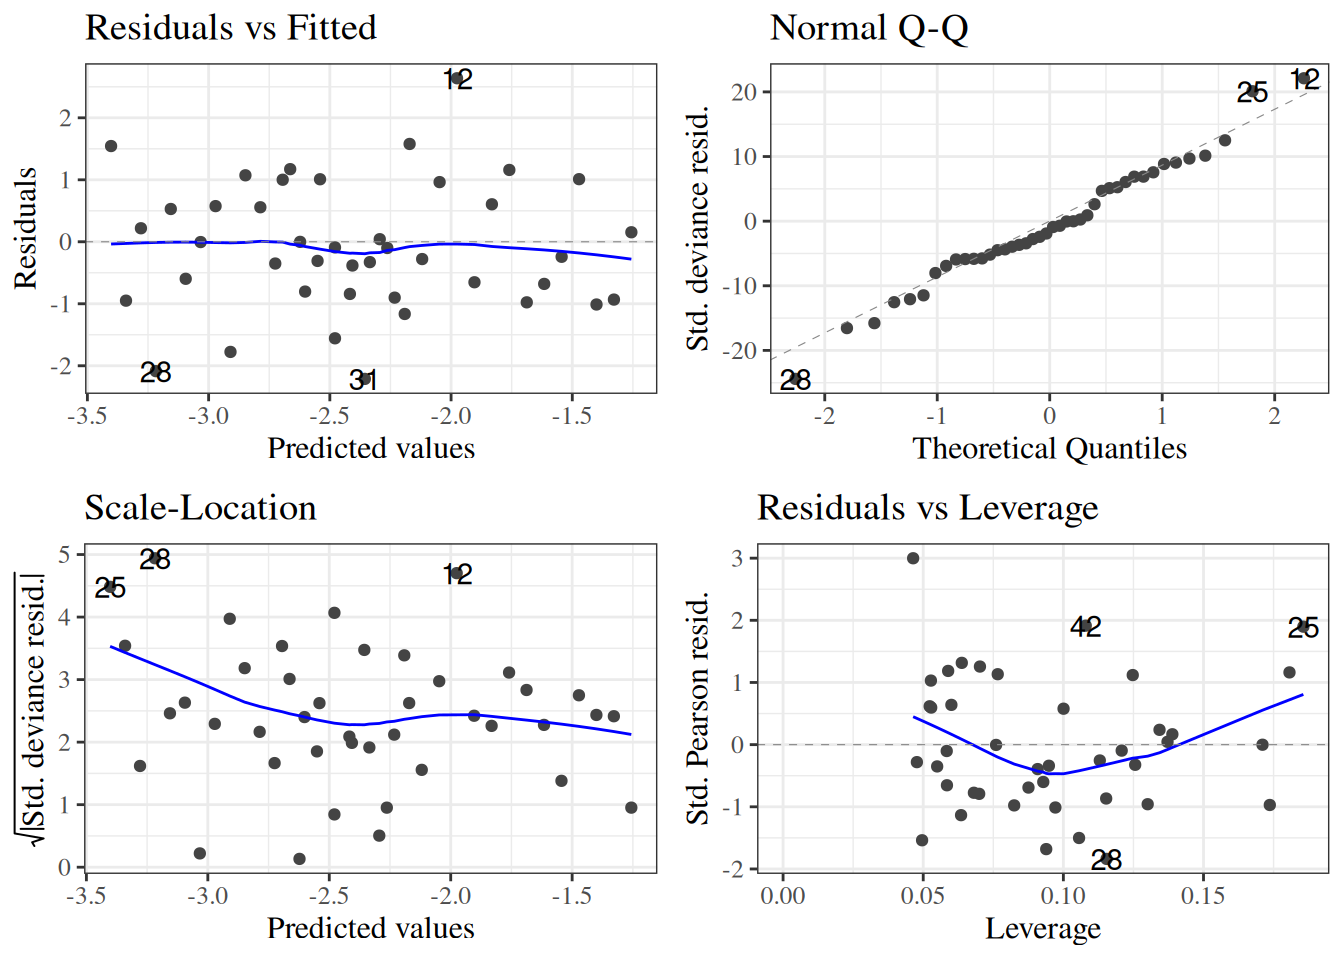 Residuals vs Fitted
12
2
1
0
-1
-2
28
31
-3.5 -3.0 -2.5 -2.0 -1.5
Predicted values
Residuals
Normal Q-Q
25 12
20
10
0
-10
-20
28
-2 -1 0 1 2
Theoretical Quantiles
Std. deviance resid.
Scale-Location
5
28
25
12
4
3
2
1
0
-3.5 -3.0 -2.5 -2.0 -1.5
Predicted values
√|Std. deviance resid.|
Residuals vs Leverage
3
2
42 25
1
0
-1
28
-2
0.00 0.05 0.10 0.15
Leverage
Std. Pearson resid.